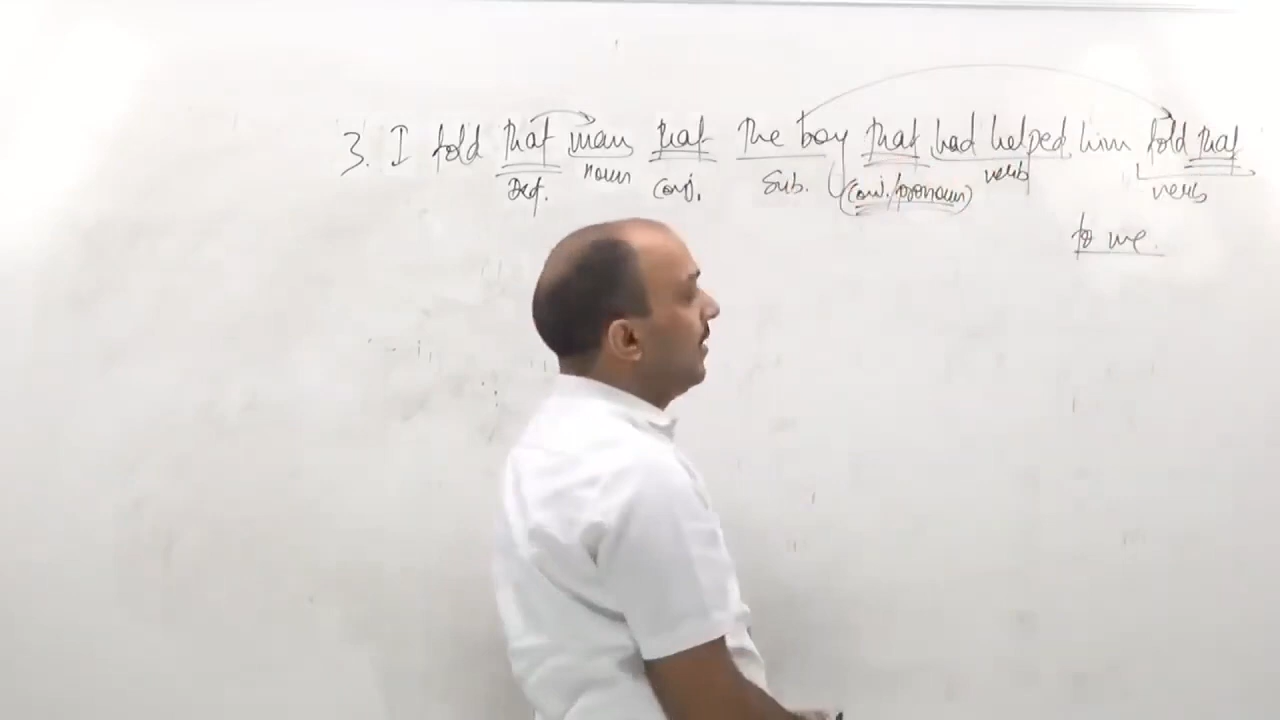 3. I told that man that the boy that had helped him told that
Def. noun Conj. Sub. (conj./pronoun) verb verb
to me.